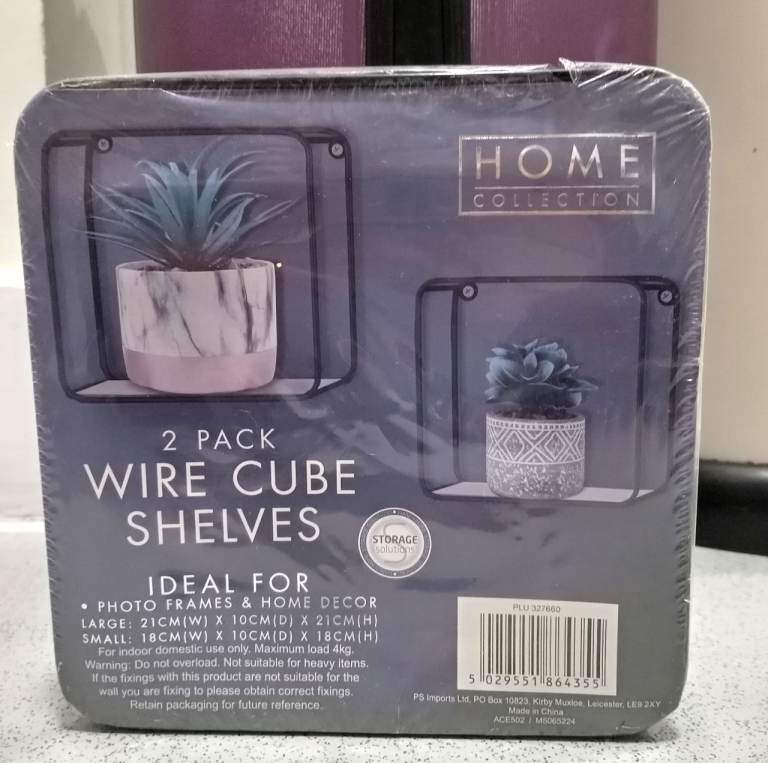 HOME
COLLECTION
2 PACK
WIRE CUBE
SHELVES
STORAGE
solutions
IDEAL FOR
• PHOTO FRAMES & HOME DECOR
LARGE: 21CM(W) X 10CM(D) X 21CM(H)
SMALL: 18CM(W) X 10CM(D) X 18CM(H)
For indoor domestic use only. Maximum load 4kg.
Warning: Do not overload. Not suitable for heavy items.
If the fixings with this product are not suitable for the
wall you are fixing to please obtain correct fixings.
Retain packaging for future reference.
PLU 327660
5 029551 864355
PS Imports Ltd, PO Box 10823, Kirby Muxloe, Leicester, LE9 2XY
Made in China
ACE502 / MS065224